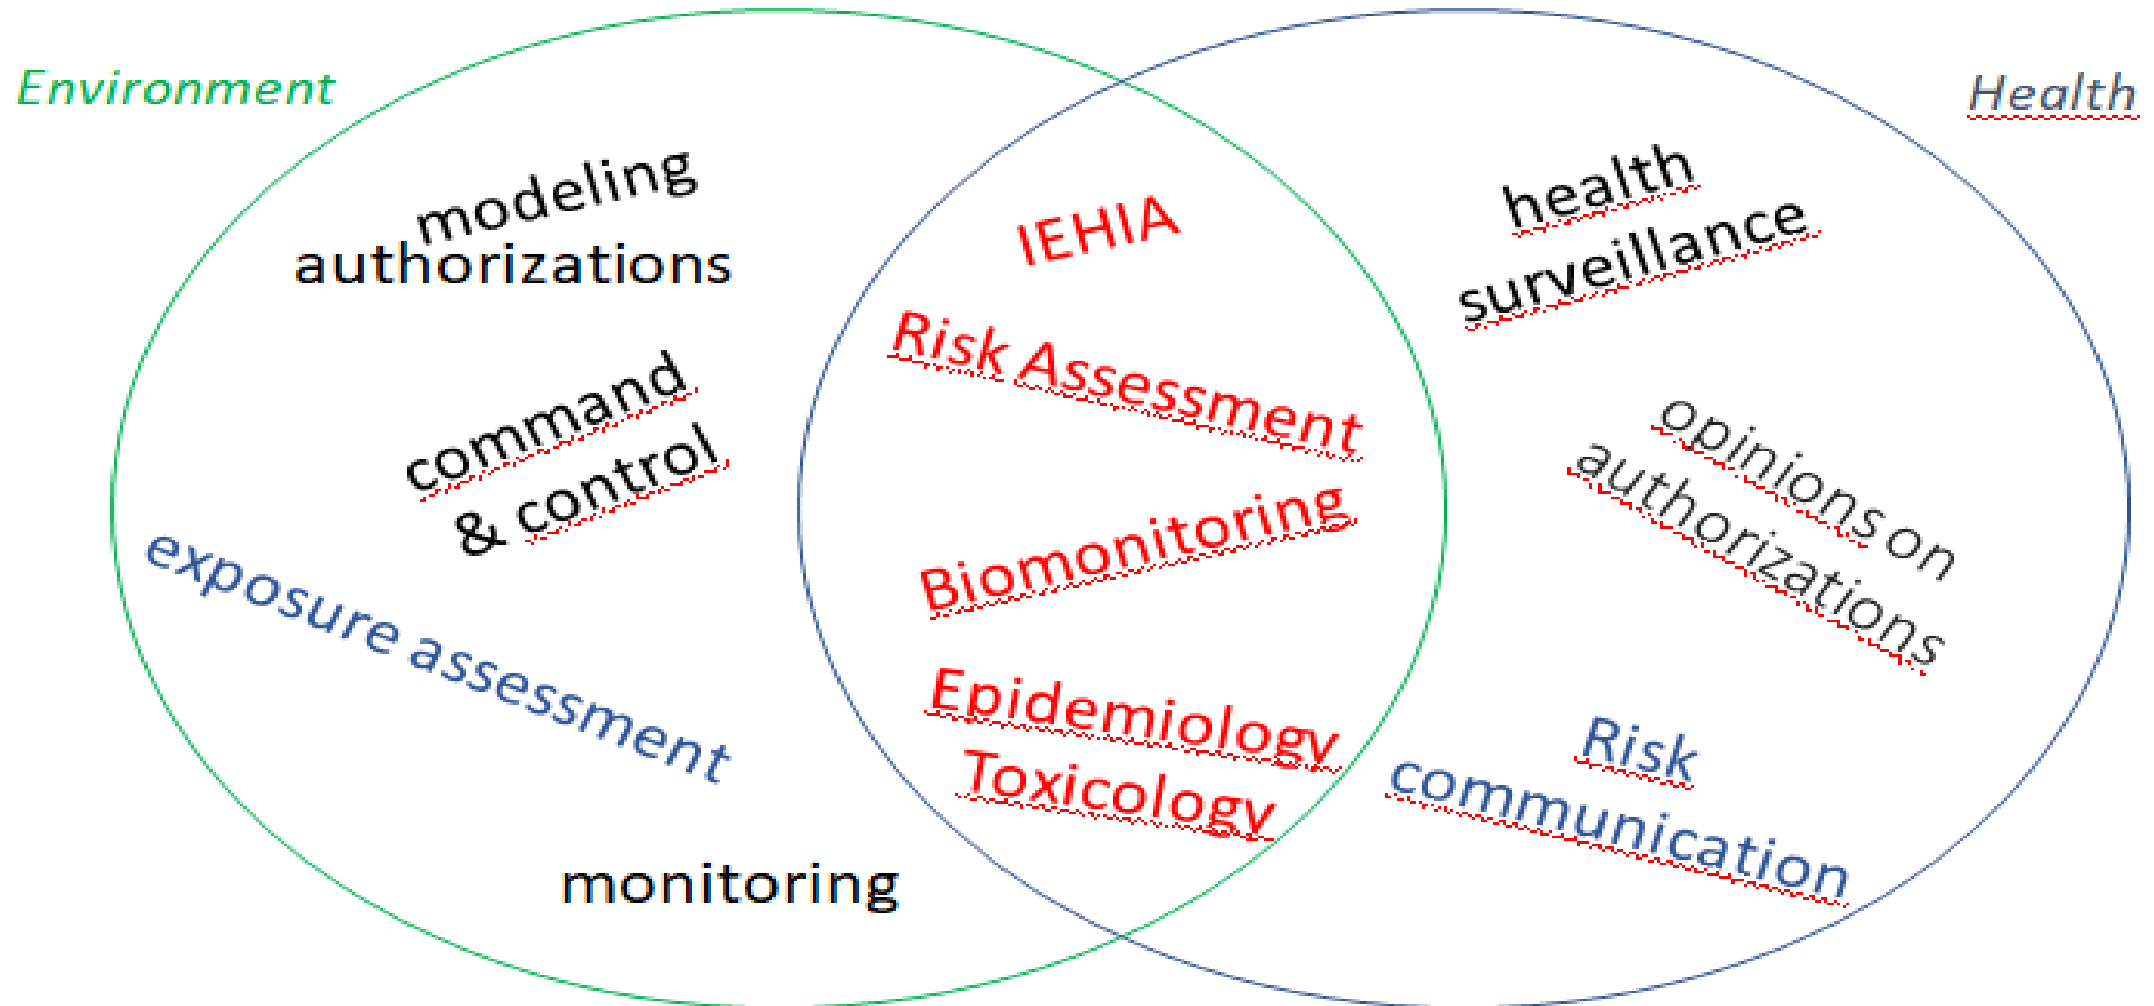 Environment
modeling
authorizations
command
& control
exposure assessment
monitoring
IEHIA
Risk Assessment
Biomonitoring
Epidemiology
Toxicology
Health
health
surveillance
opinions on
authorizations
Risk
communication